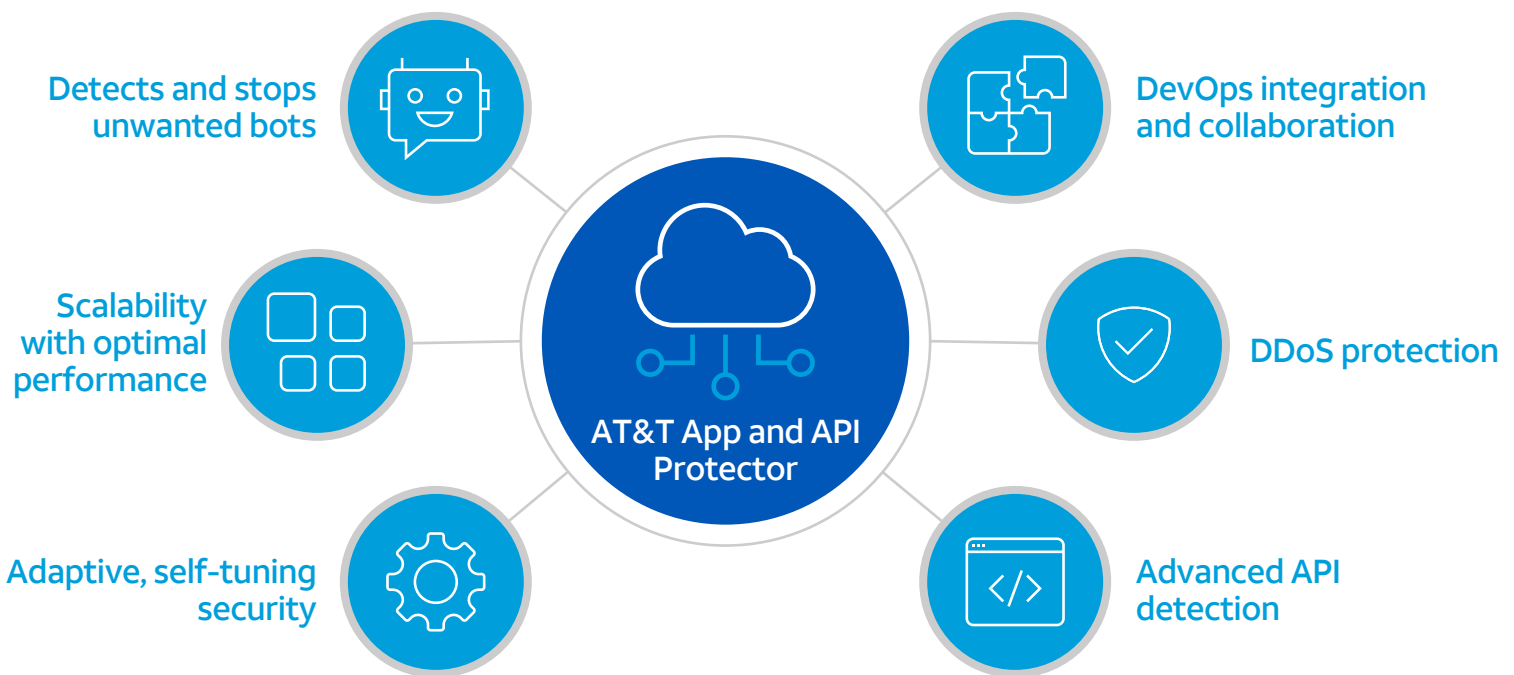 Detects and stops
unwanted bots
DevOps integration
and collaboration
Scalability
with optimal
performance
AT&T App and API
Protector
DDoS protection
Adaptive, self-tuning
security
</>
Advanced API
detection